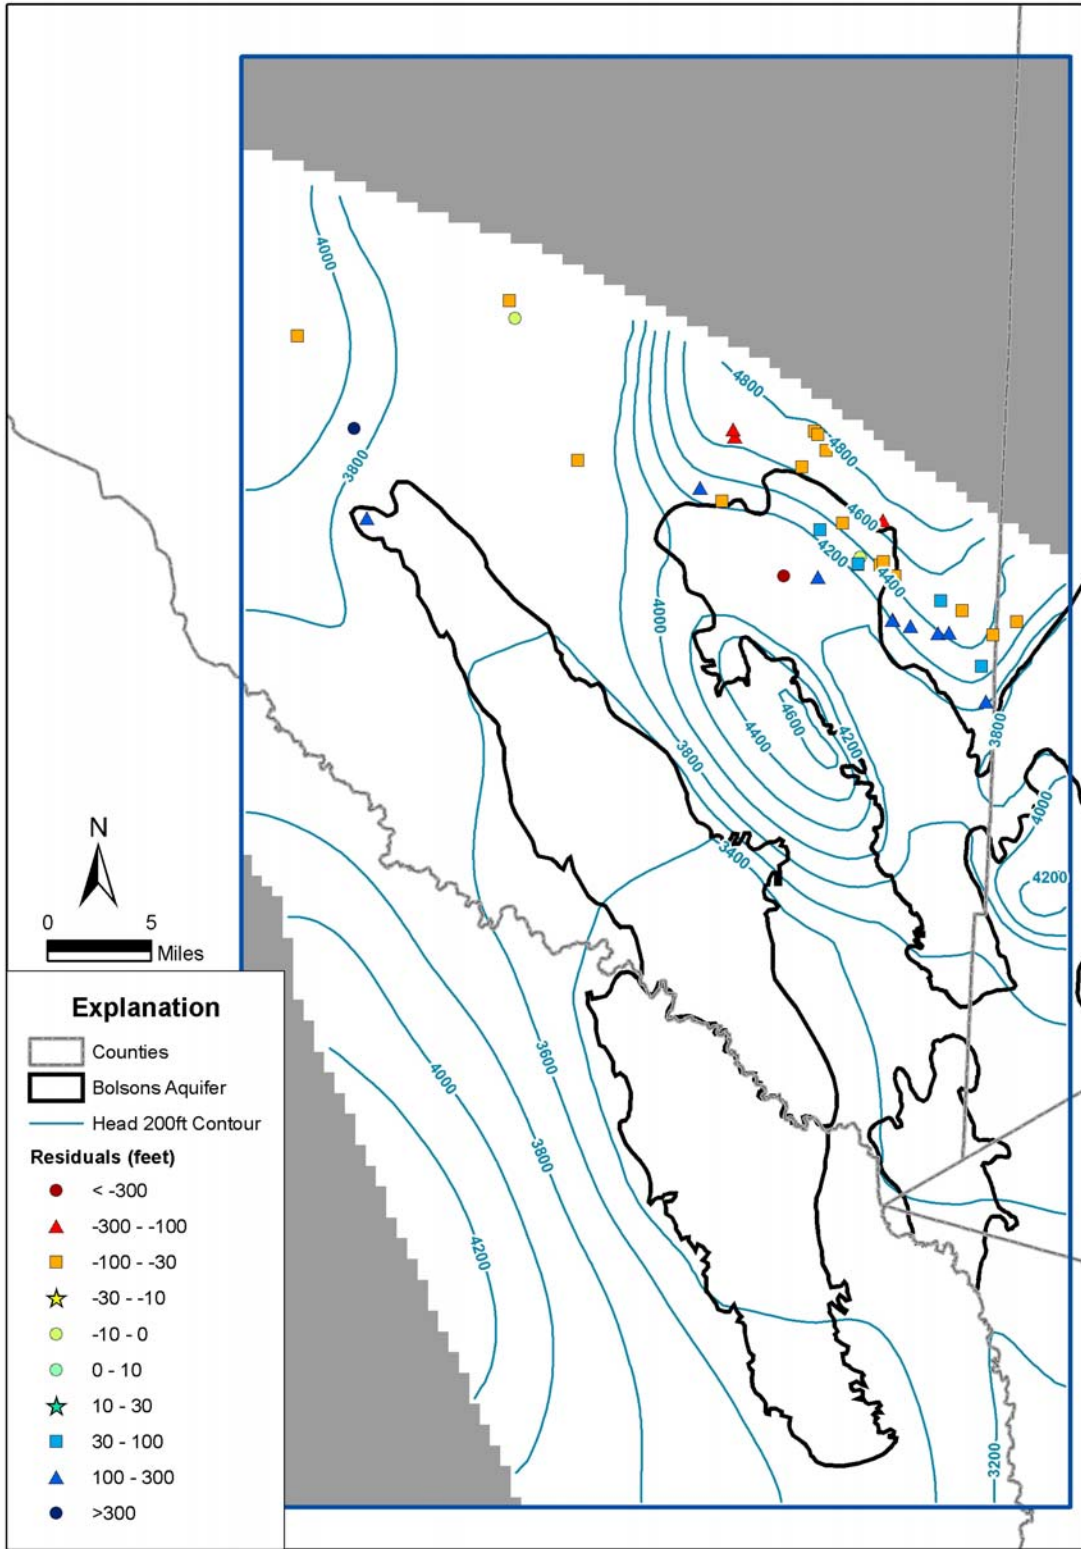 4000
3800
4800
4800
4600
4200
4400
4000
4600
4400
4200
3800
3800
4000
3400
4200
N
0 5
Miles
3600
4000
3800
4200
3200
Explanation
Counties
Bolsons Aquifer
Head 200ft Contour
Residuals (feet)
< -300
-300 - -100
-100 - -30
-30 - -10
-10 - 0
0 - 10
10 - 30
30 - 100
100 - 300
>300